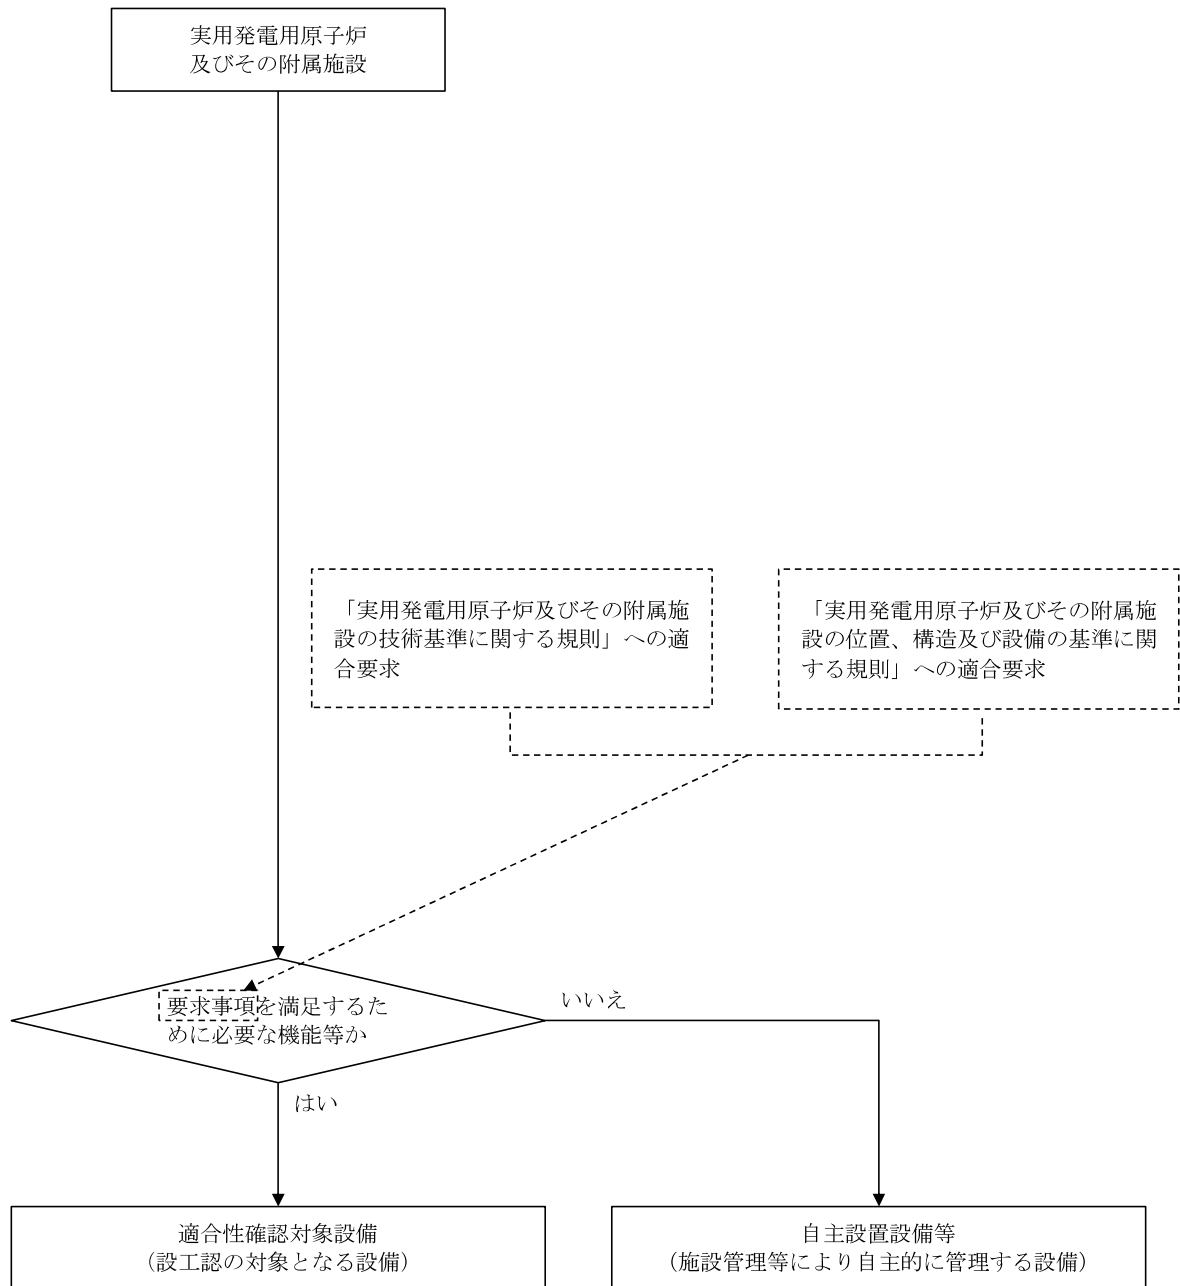 実用発電用原子炉
及びその附属施設
「実用発電用原子炉及びその附属施
設の技術基準に関する規則」への適
合要求
「実用発電用原子炉及びその附属施
設の位置、構造及び設備の基準に関
する規則」への適合要求
要求事項を満足するた
めに必要な機能等か
いいえ
はい
適合性確認対象設備
（設工認の対象となる設備）
自主設置設備等
（施設管理等により自主的に管理する設備）